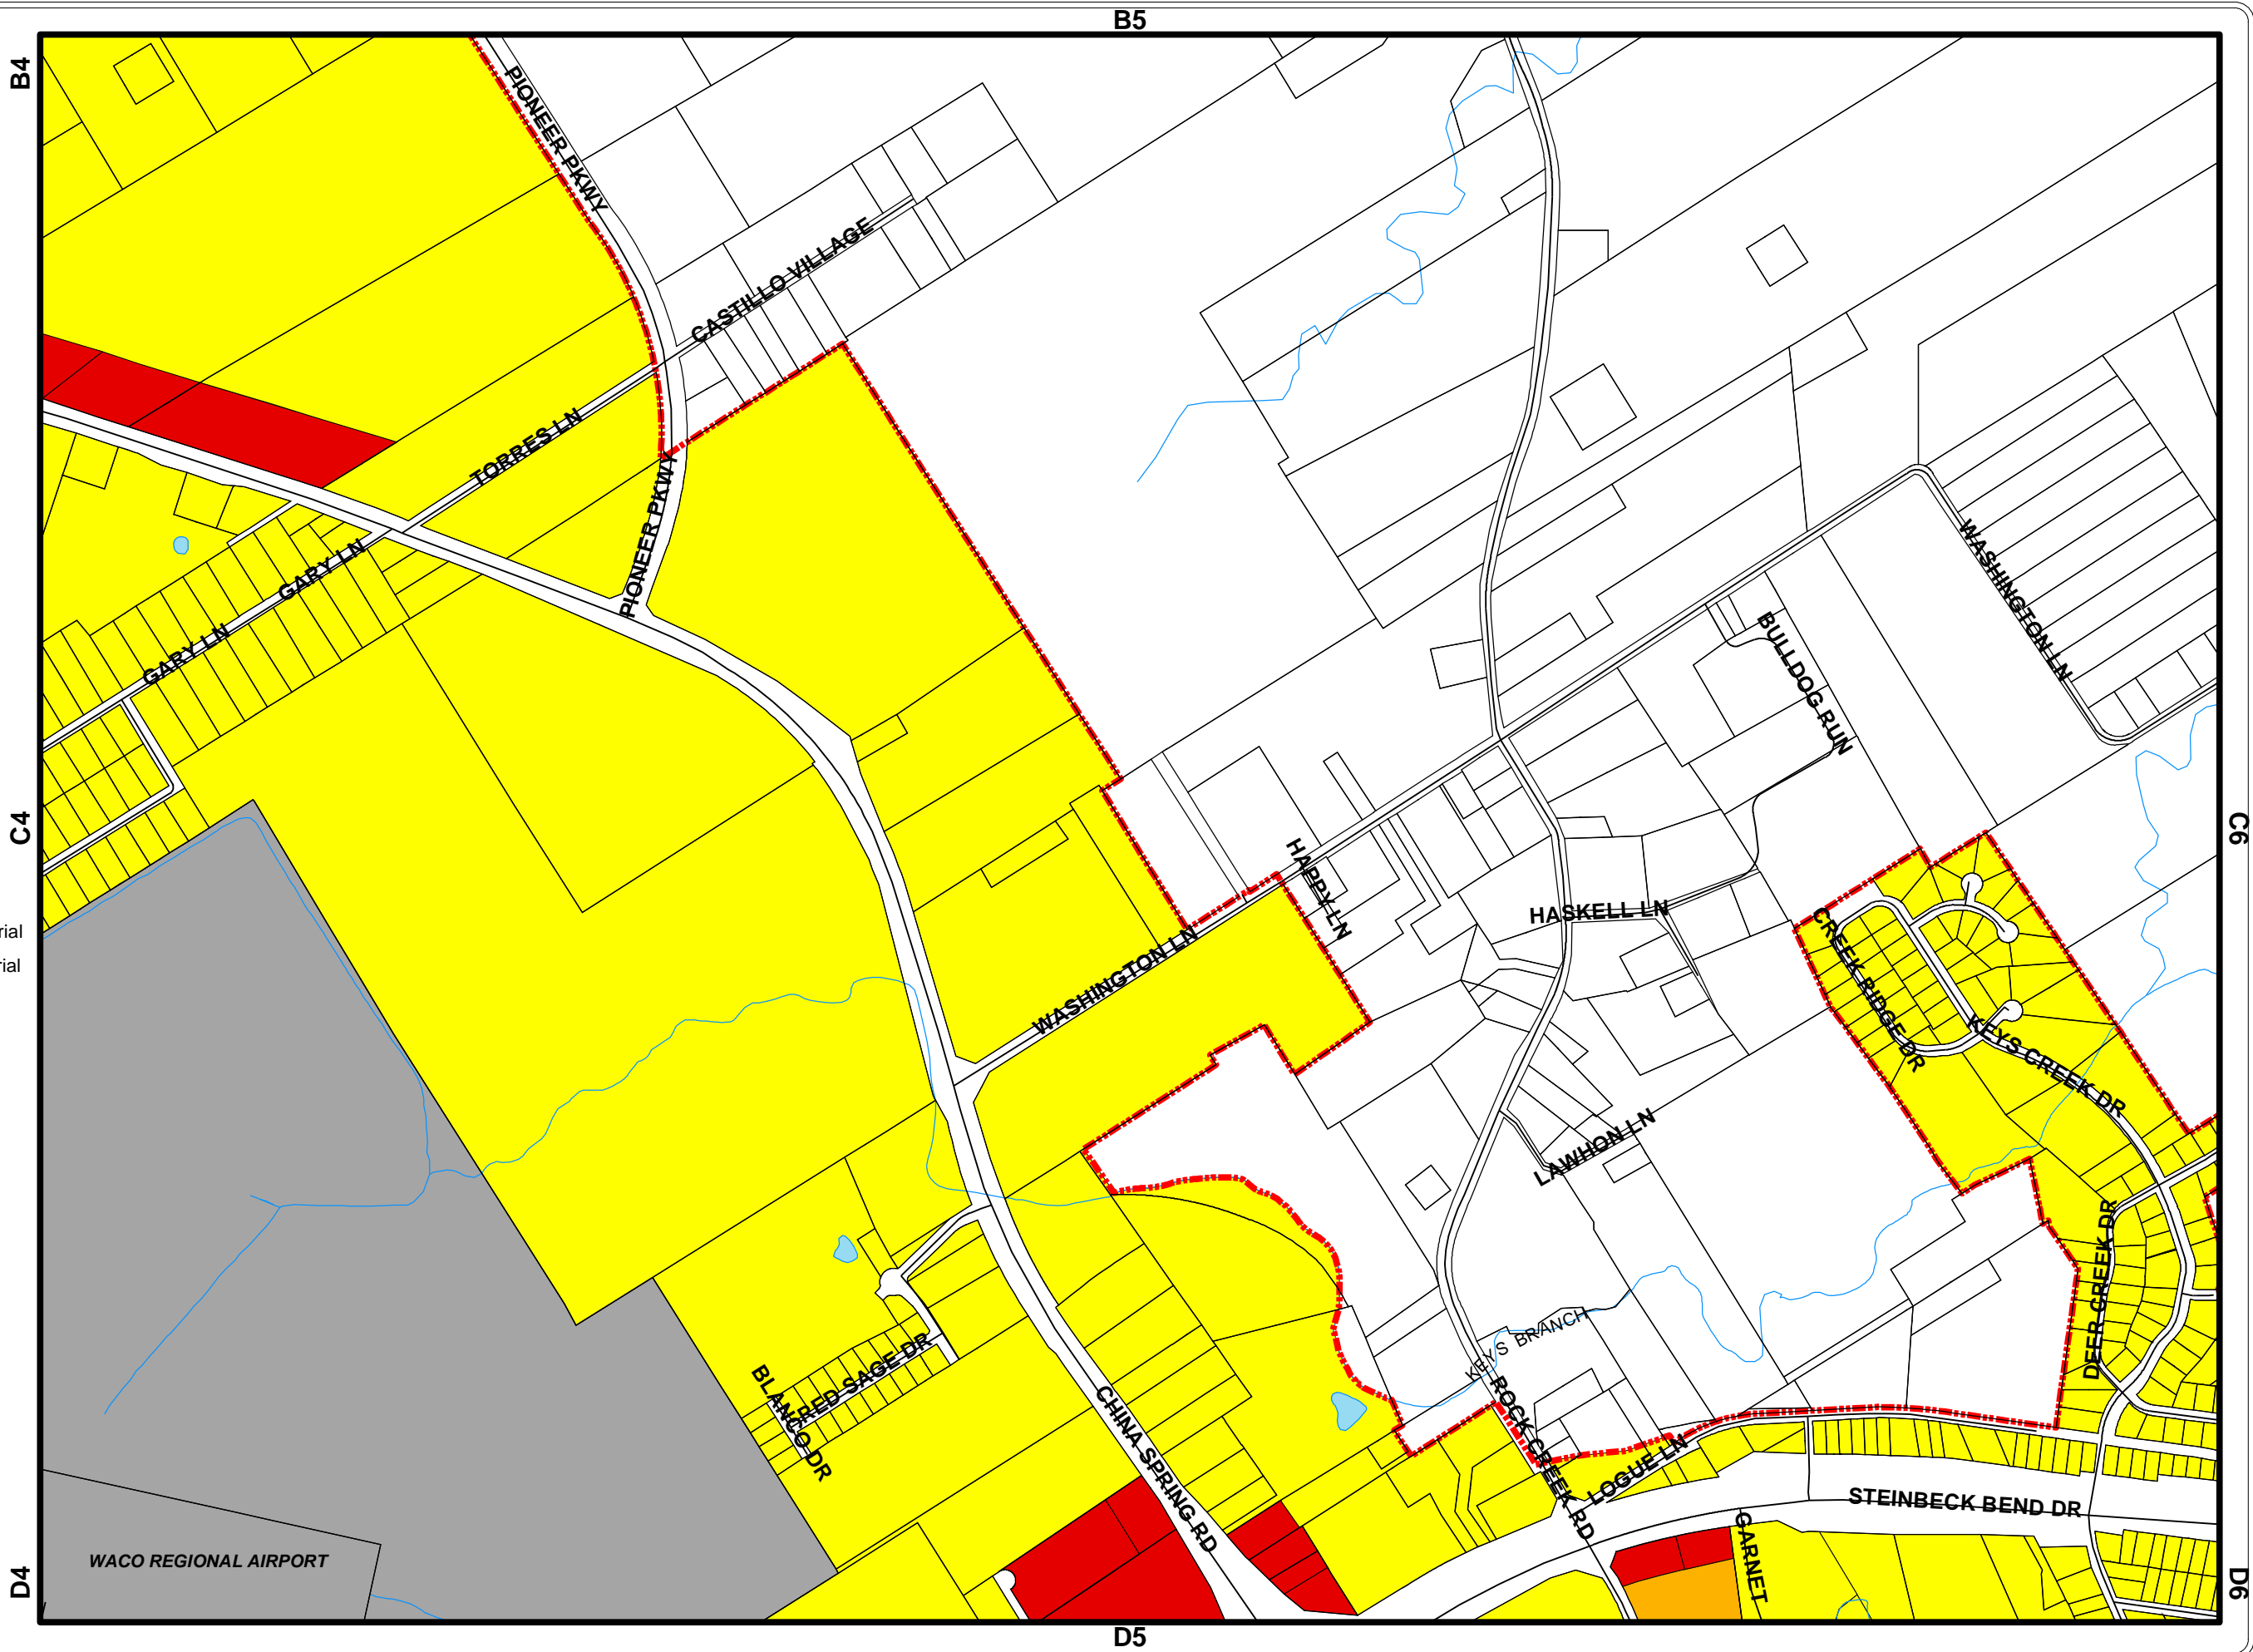 B5
B4
PIONEER PKWY
CASTILLO VILLAGE
TORRES LN
PIONEER PKWY
GARY LN
GARY LN
WASHINGTON LN
BULLDOG RUN
C4
C6
HAPPY LN
HASKELL LN
rial
rial
WASHINGTON LN
CREEK RIDGE DR
KEYS CREEK DR
LAWHON LN
DEER CREEK DR
KEYS BRANCH
RED SAGE DR
BLANCO DR
CHINA SPRING RD
ROCK CREEK RD
LOGUE LN
STEINBECK BEND DR
GARNET
WACO REGIONAL AIRPORT
D4
D6
D5